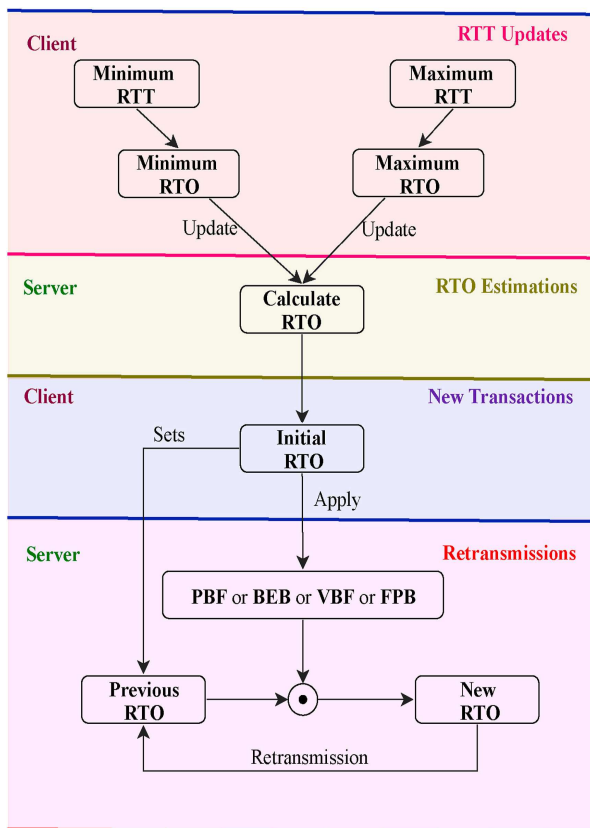 Client
RTT Updates
Minimum
RTT
Maximum
RTT
Minimum
RTO
Maximum
RTO
Update
Update
Server
RTO Estimations
Calculate
RTO
Client
New Transactions
Sets
Initial
RTO
Apply
Server
Retransmissions
PBF or BEB or VBF or FPB
Previous
RTO
New
RTO
Retransmission